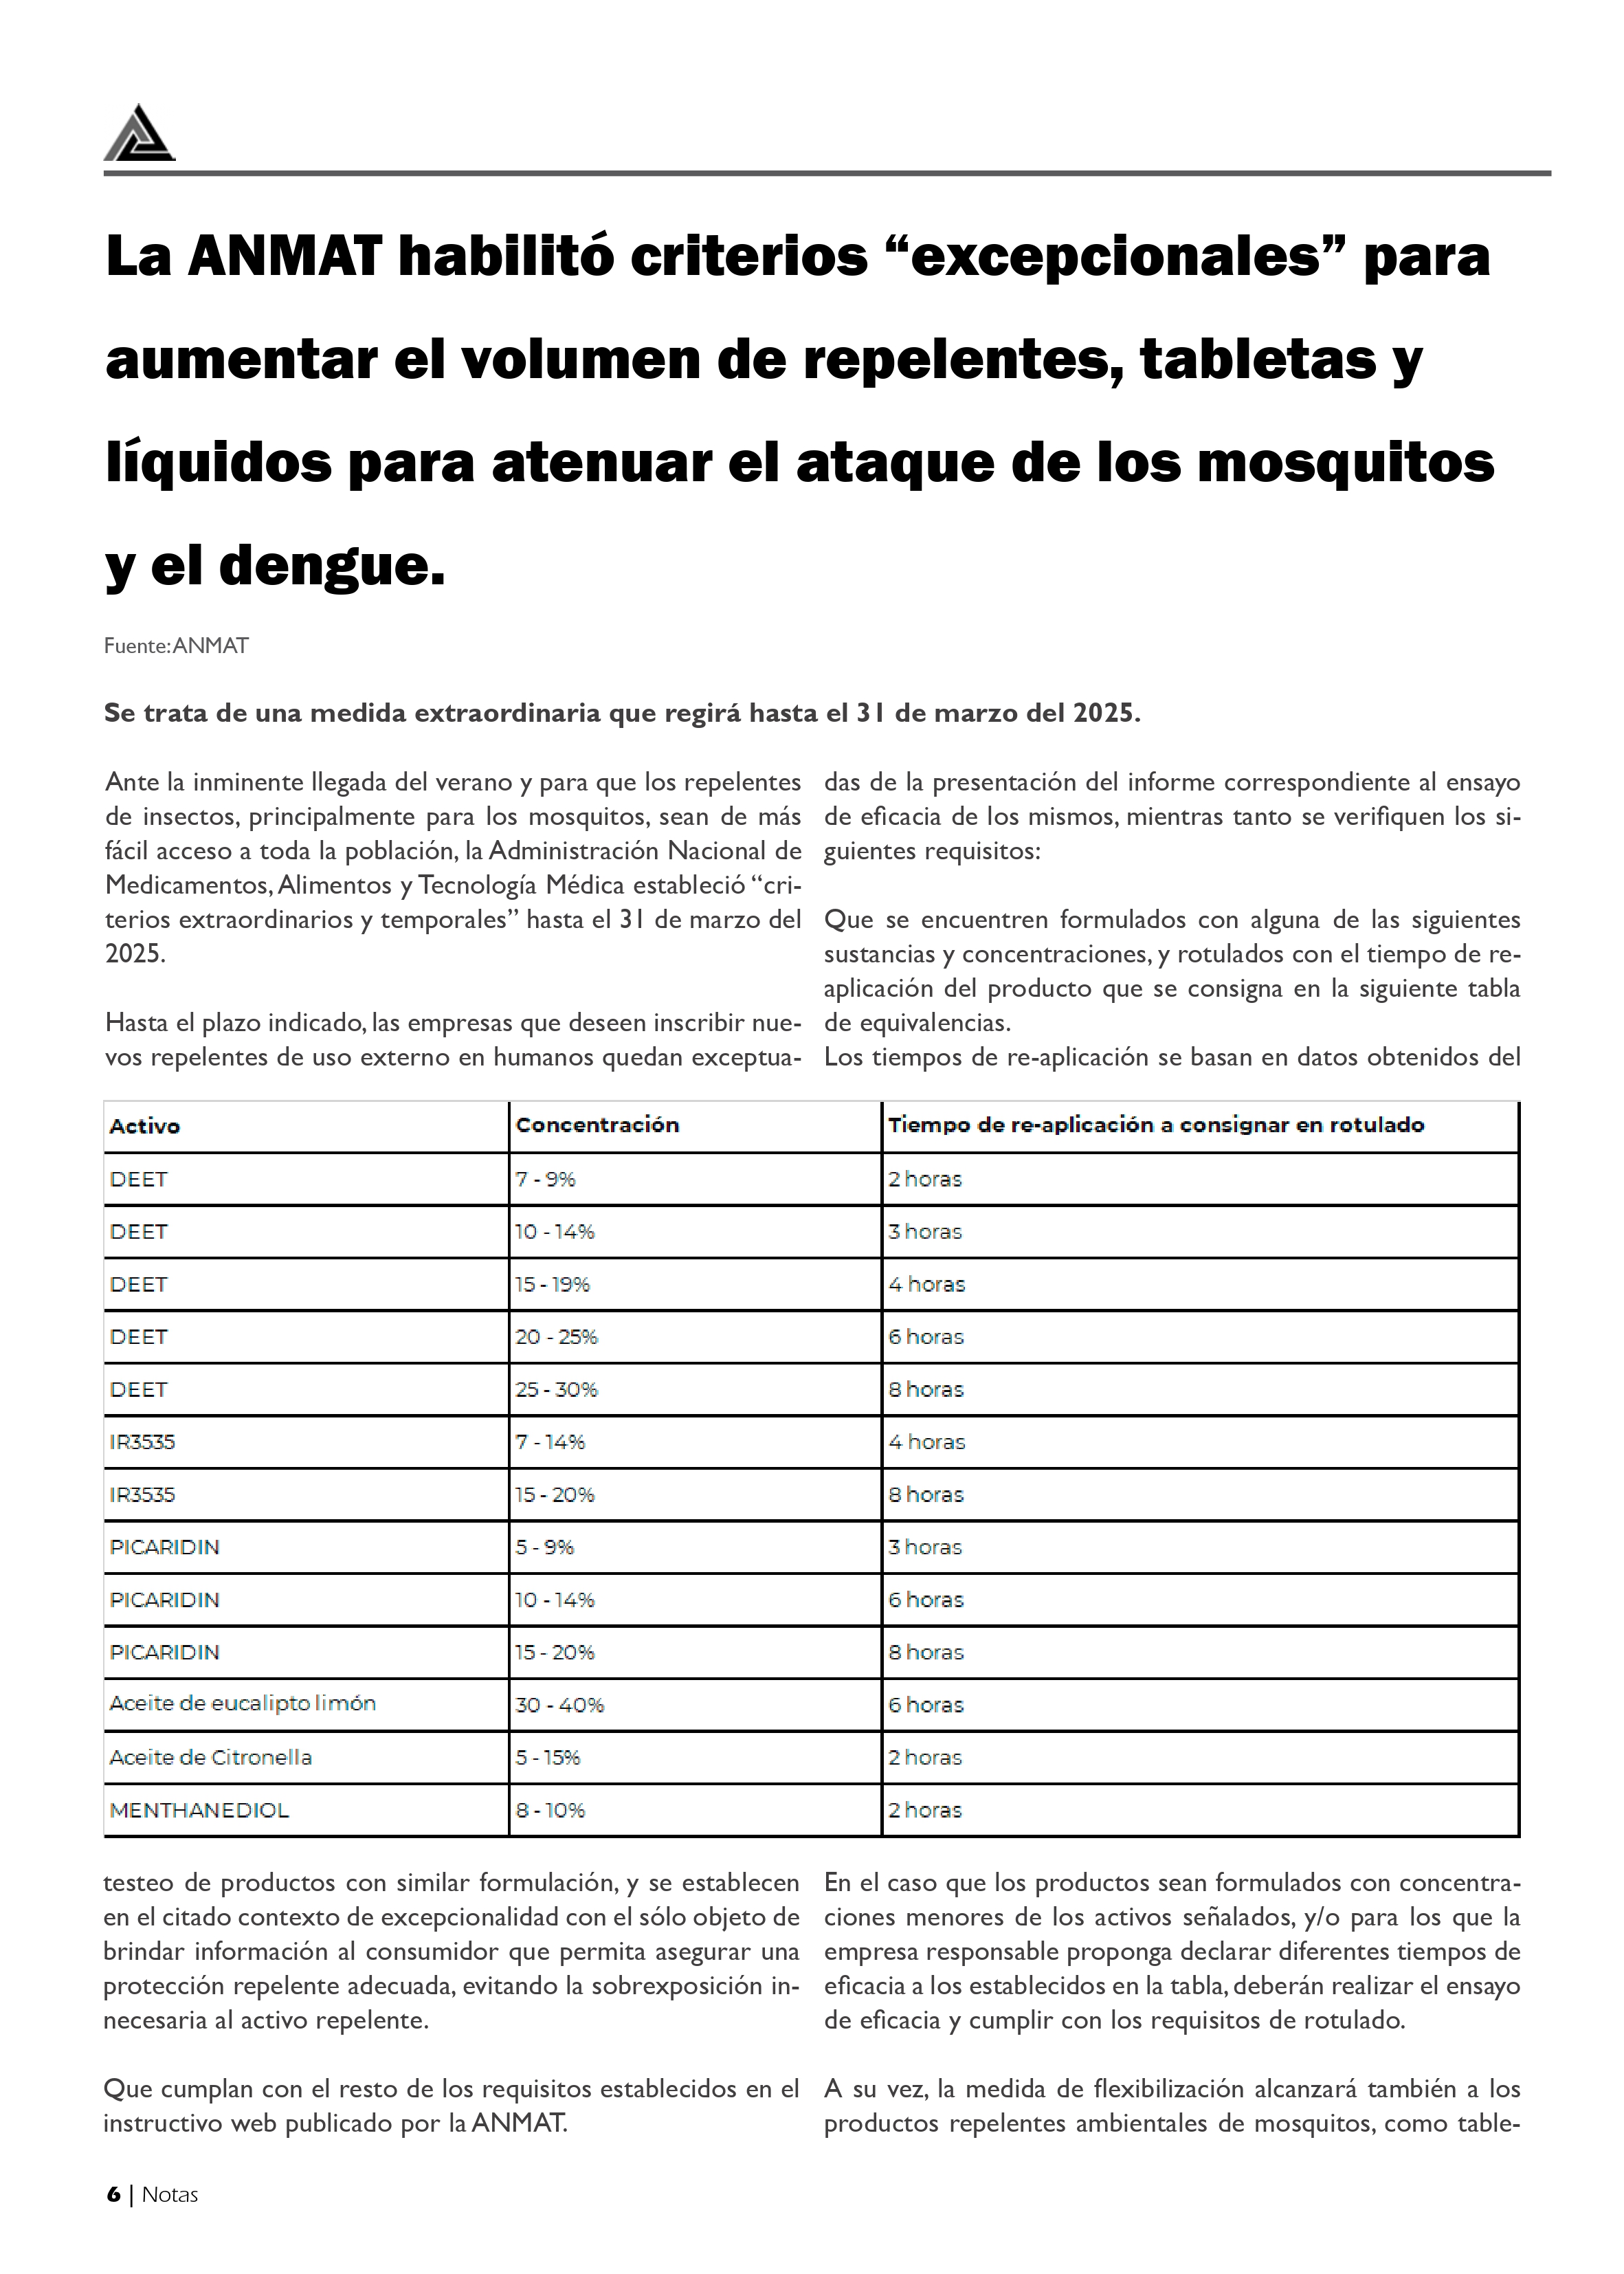 La ANMAT habilitó criterios “excepcionales” para
aumentar el volumen de repelentes, tabletas y
líquidos para atenuar el ataque de los mosquitos
y el dengue.
Fuente: ANMAT
Se trata de una medida extraordinaria que regirá hasta el 31 de marzo del 2025.
Ante la inminente llegada del verano y para que los repelentes
de insectos, principalmente para los mosquitos, sean de más
fácil acceso a toda la población, la Administración Nacional de
Medicamentos, Alimentos y Tecnología Médica estableció “cri-
terios extraordinarios y temporales” hasta el 31 de marzo del
2025.
Hasta el plazo indicado, las empresas que deseen inscribir nue-
vos repelentes de uso externo en humanos quedan exceptua-
das de la presentación del informe correspondiente al ensayo
de eficacia de los mismos, mientras tanto se verifiquen los si-
guientes requisitos:
Que se encuentren formulados con alguna de las siguientes
sustancias y concentraciones, y rotulados con el tiempo de re-
aplicación del producto que se consigna en la siguiente tabla
de equivalencias.
Los tiempos de re-aplicación se basan en datos obtenidos del
Activo Concentración Tiempo de re-aplicación a consignar en rotulado
DEET 7 - 9% 2 horas
DEET 10 - 14% 3 horas
DEET 15 - 19% 4 horas
DEET 20 - 25% 6 horas
DEET 25 - 30% 8 horas
IR3535 7 - 14% 4 horas
IR3535 15 - 20% 8 horas
PICARIDIN 5 - 9% 3 horas
PICARIDIN 10 - 14% 6 horas
PICARIDIN 15 - 20% 8 horas
Aceite de eucalipto limón 30 - 40% 6 horas
Aceite de Citronella 5 - 15% 2 horas
MENTHANEDIOL 8 - 10% 2 horas
testeo de productos con similar formulación, y se establecen
en el citado contexto de excepcionalidad con el sólo objeto de
brindar información al consumidor que permita asegurar una
protección repelente adecuada, evitando la sobrexposición in-
necesaria al activo repelente.
Que cumplan con el resto de los requisitos establecidos en el
instructivo web publicado por la ANMAT.
En el caso que los productos sean formulados con concentra-
ciones menores de los activos señalados, y/o para los que la
empresa responsable proponga declarar diferentes tiempos de
eficacia a los establecidos en la tabla, deberán realizar el ensayo
de eficacia y cumplir con los requisitos de rotulado.
A su vez, la medida de flexibilización alcanzará también a los
productos repelentes ambientales de mosquitos, como table-
6 | Notas